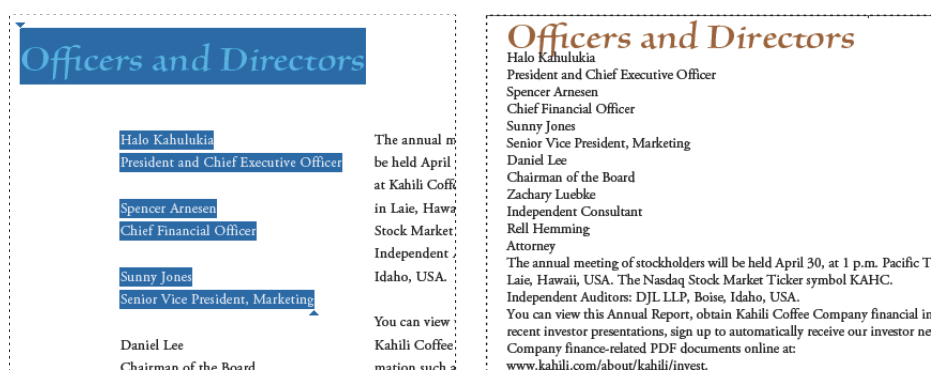 Officers and Directors
Halo Kahulukia
President and Chief Executive Officer
Spencer Arnesen
Chief Financial Officer
Sunny Jones
Senior Vice President, Marketing
Daniel Lee
Chairman of the Board
The annual
be held April
at Kahili
in Laie,
Stock Market
Independent
Idaho, USA.
You can view
Kahili Coffee
mation such
Officers and Directors
Halo Kahulukia
President and Chief Executive Officer
Spencer Arnesen
Chief Financial Officer
Sunny Jones
Senior Vice President, Marketing
Daniel Lee
Chairman of the Board
Zachary Luebke
Independent Consultant
Rell Hemming
Attorney
The annual meeting of stockholders will be held April 30, at 1 p.m. Pacific
Laie, Hawaii, USA. The Nasdaq Stock Market Ticker symbol KAHC.
Independent Auditors: DJL LLP, Boise, Idaho, USA.
You can view this Annual Report, obtain Kahili Coffee Company financial
recent investor presentations, sign up to automatically receive our investor
Company finance-related PDF documents online at:
www.kahili.com/about/kahili/invest.